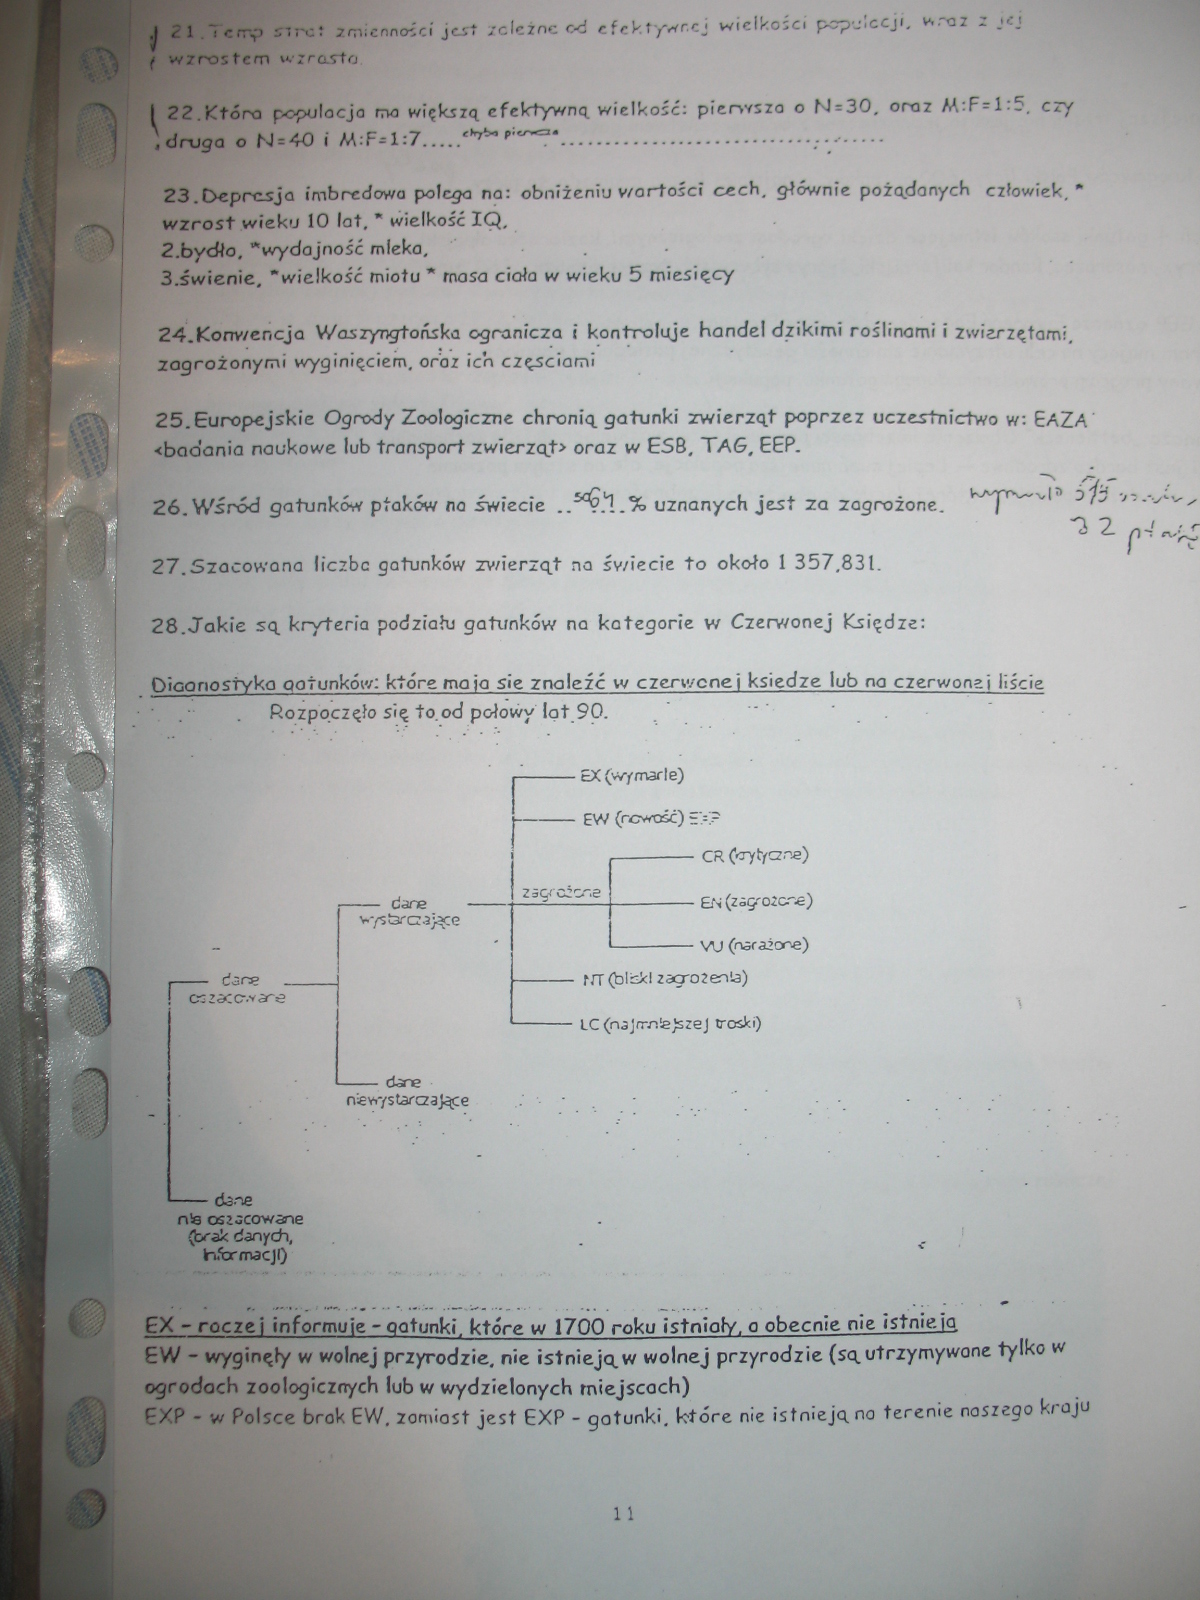 21.Temp strat zmienności jest zależne od efektywnej wielkości populacji, wraz z jej
wzrostem wzrasta.
22.Która populacja ma większą efektywną wielkość: pierwsza o N=30, oraz M:F=1:5, czy
druga o N=40 i M:F=1:7..... chyba pierwsza ................................
23.Depresja imbredowa polega na: obniżeniu wartości cech, głównie pożądanych człowiek, *
wzrost wieku 10 lat, * wielkość IQ,
2.bydło, *wydajność mleka,
3.świenie, *wielkość miotu * masa ciała w wieku 5 miesięcy
24.Konwencja Waszyngtońska ogranicza i kontroluje handel dzikimi roślinami i zwierzętami,
zagrożonymi wyginięciem, oraz ich częsciami
25.Europejskie Ogrody Zoologiczne chronią gatunki zwierząt poprzez uczestnictwo w: EAZA
<badania naukowe lub transport zwierząt> oraz w ESB, TAG, EEP.
26.Wśród gatunków ptaków na świecie .. % uznanych jest za zagrożone.
32
27.Szacowana liczba gatunków zwierząt na świecie to około 1 357,831.
28.Jakie są kryteria podziału gatunków na kategorie w Czerwonej Księdze:
Diagnostyka gatunków: które maja sie znaleźć w czerwonej księdze lub na czerwonej liście
Rozpoczęło się to od połowy lat 90.
EX (wymarłe)
EW (nowość) EXP
CR (krytyczne)
zagrożone
dane
wystarczające
EN (zagrożone)
VU (narażone)
dane
oszacowane
NT (bliski zagrożenia)
LC (najmniejszej troski)
dane
niewystarczające
dane
nie oszacowane
(brak danych,
informacji)
EX - raczej informuje - gatunki, które w 1700 roku istniały, a obecnie nie istnieją
EW - wyginęły w wolnej przyrodzie, nie istnieją w wolnej przyrodzie (są utrzymywane tylko w
ogrodach zoologicznych lub w wydzielonych miejscach)
EXP - w Polsce brak EW, zamiast jest EXP - gatunki, które nie istnieją na terenie naszego kraju
11